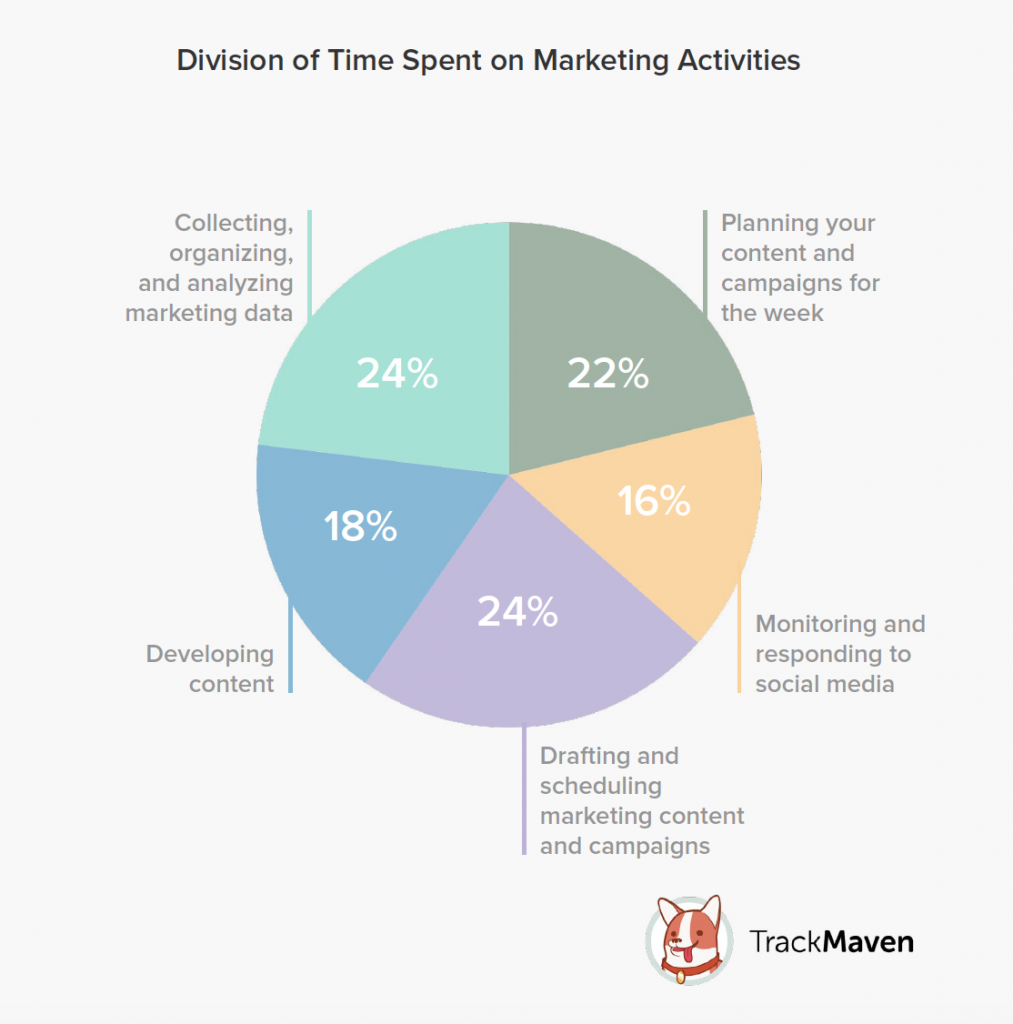 Division of Time Spent on Marketing Activities
Collecting,
organizing,
and analyzing
marketing data
24%
Planning your
content and
campaigns for
the week
22%
16%
Monitoring and
responding to
social media
18%
Developing
content
24%
Drafting and
scheduling
marketing content
and campaigns
TrackMaven